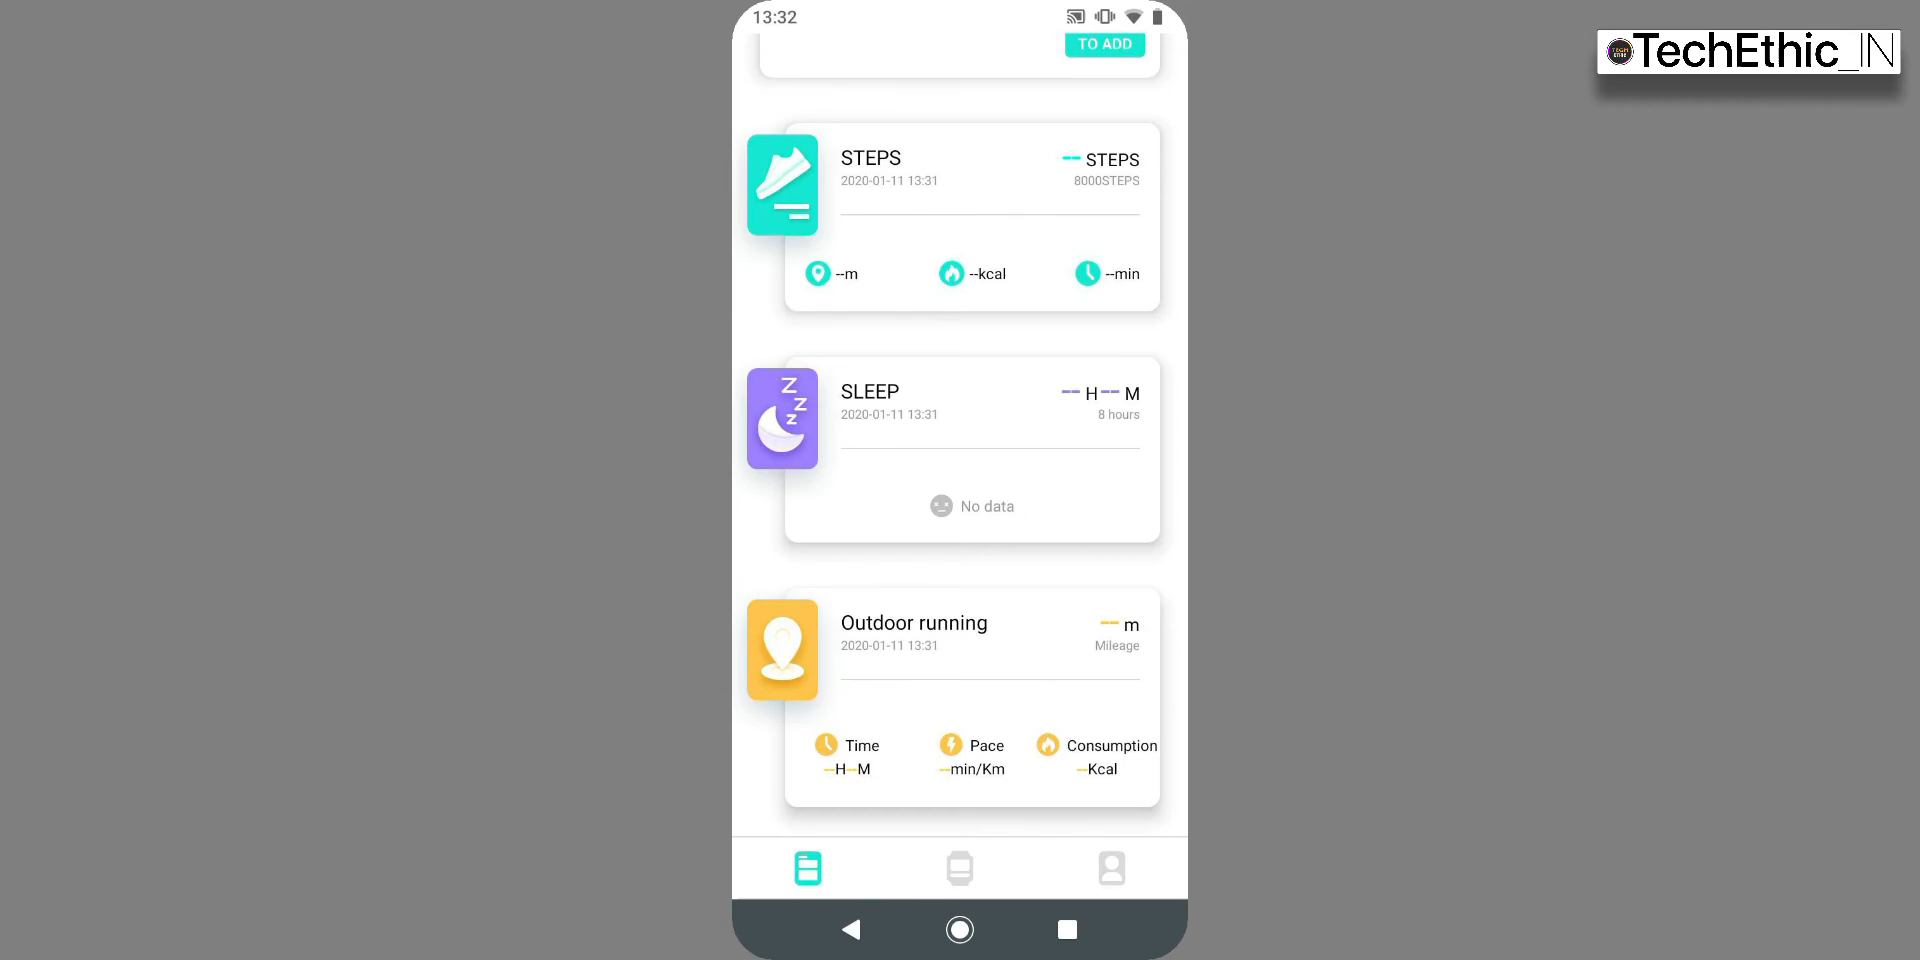 13:32
TO ADD
TechEthic_IN
STEPS
-- STEPS
2020-01-11 13:31
8000STEPS
--m
--kcal
--min
Z
Z
Z
SLEEP
-- H -- M
2020-01-11 13:31
8 hours
No data
Outdoor running
-- m
2020-01-11 13:31
Mileage
Time
Pace
Consumption
--H--M
--min/Km
--Kcal